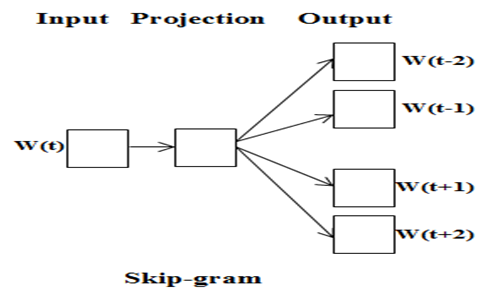 Input Projection Output
W(t-2)
W(t-1)
W(t)
W(t+1)
W(t+2)
Skip-gram